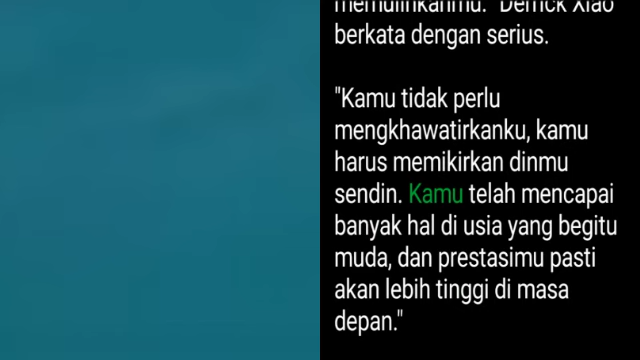 memulihkanmu." Derrick Xiao
berkata dengan serius.
"Kamu tidak perlu
mengkhawatirkanku, kamu
harus memikirkan dinmu
sendin. Kamu telah mencapai
banyak hal di usia yang begitu
muda, dan prestasimu pasti
akan lebih tinggi di masa
depan."